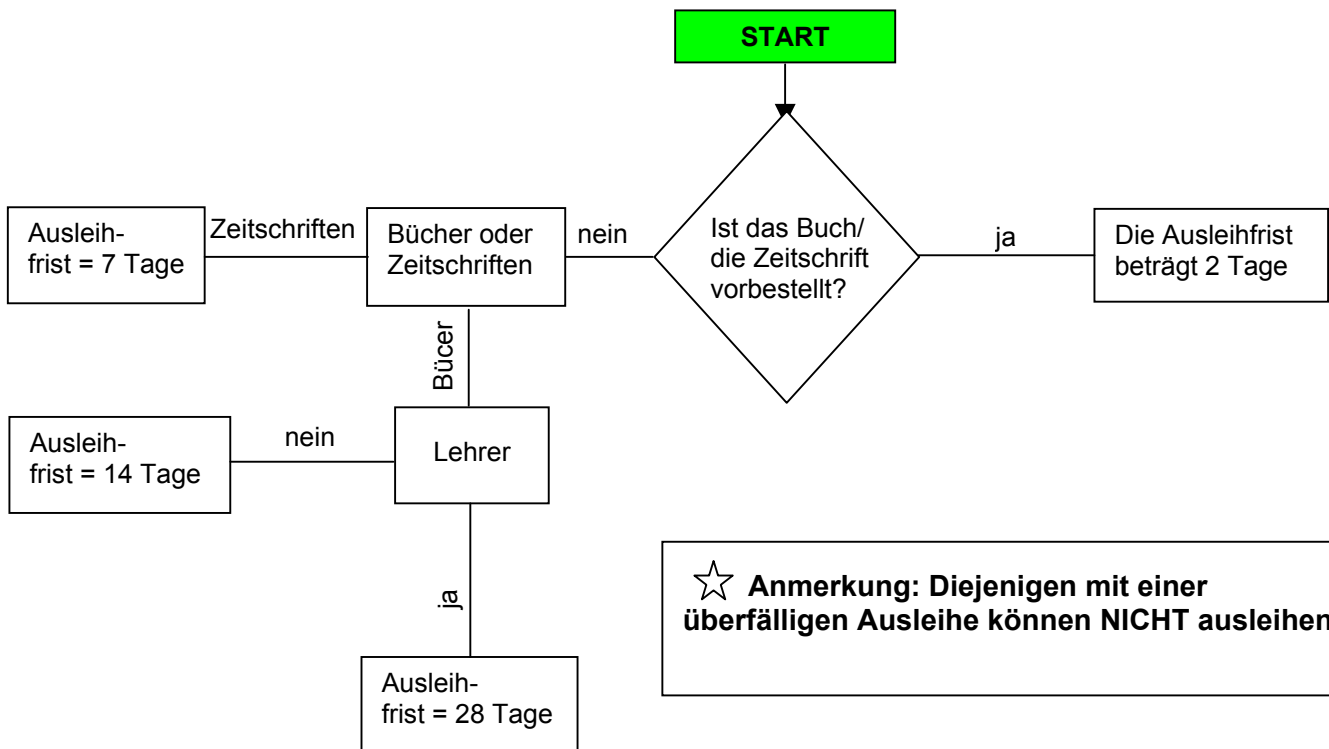 START
Ist das Buch/
die Zeitschrift
vorbestellt?
ja
Die Ausleihfrist
beträgt 2 Tage
nein
Bücher oder
Zeitschriften
Zeitschriften
Ausleih-
frist = 7 Tage
Bücer
Lehrer
nein
Ausleih-
frist = 14 Tage
ja
Ausleih-
frist = 28 Tage
Anmerkung: Diejenigen mit einer
überfälligen Ausleihe können NICHT ausleihen